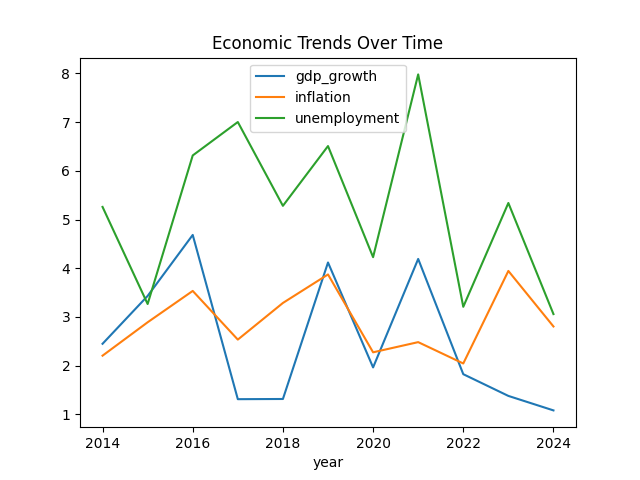 Economic Trends Over Time
gdp_growth
inflation
unemployment
8
7
6
5
4
3
2
1
2014 2016 2018 2020 2022 2024
year